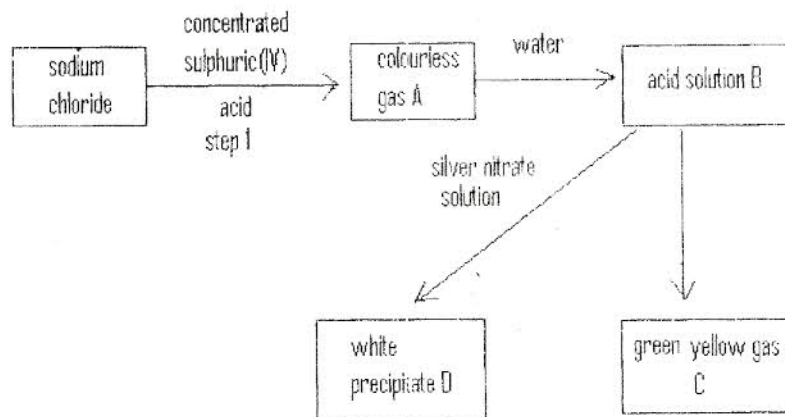 concentrated
sulphuric(IV)
acid
step 1
sodium
chloride
colourless
gas A
water
acid solution B
silver nitrate
solution
white
precipitate D
green yellow gas
C